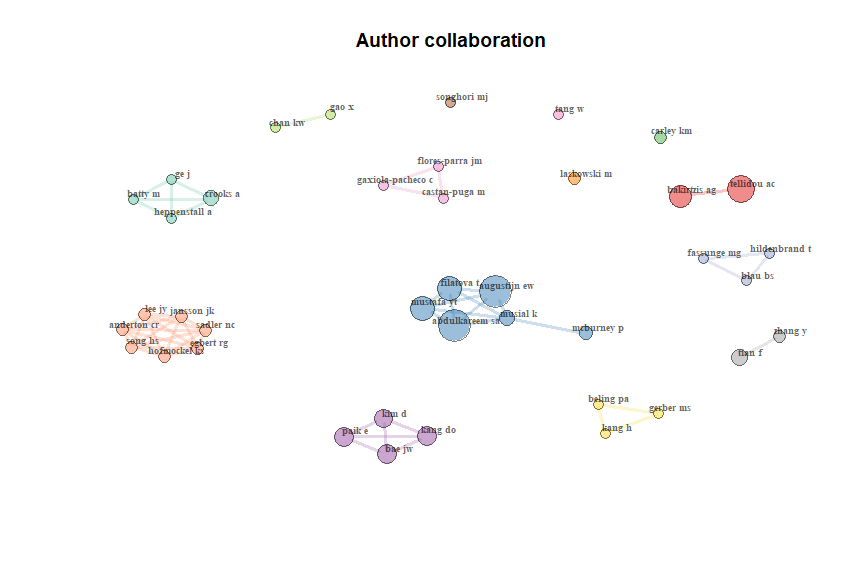 Author collaboration
songhori mj
gao x
chan kw
tang w
carley km
flores-parra jm
ge j
laskowski m
gaxiola-pacheco c
tellidou ac
bakirtzis ag
batty m
crooks a
castan-puga m
heppenstall a
hildenbrand t
fassunge mg
blau bs
filatova t
augustijn ew
mustafa yt
lee jy
jansson jk
musial k
abdulkareem sa
anderton cr
sadler nc
mcburney p
zhang y
song hs
egbert rg
hofmockel ks
tian f
beling pa
gerber ms
kim d
kang h
paik e
kang do
bae jw